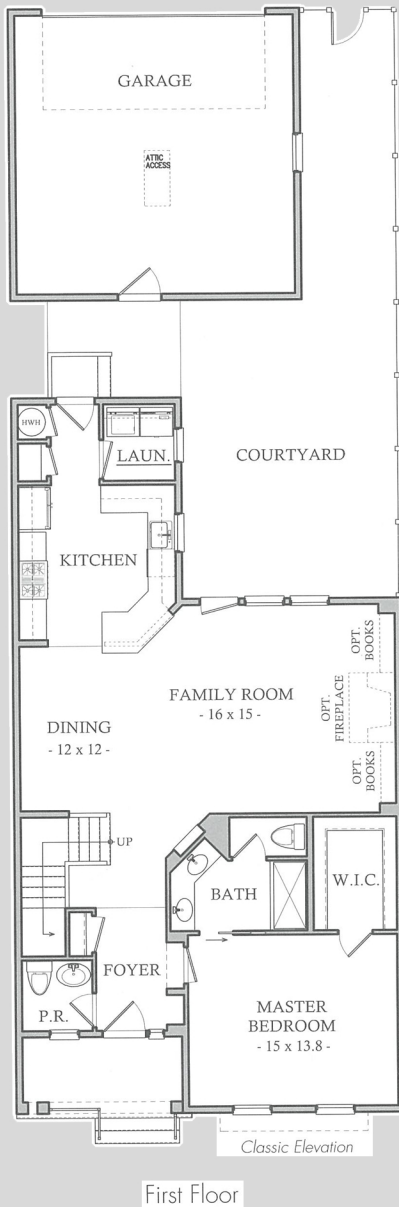 GARAGE
ATTIC
ACCESS
HWH
LAUN.
COURTYARD
KITCHEN
OPT.
BOOKS
FAMILY ROOM
- 16 x 15 -
OPT.
FIREPLACE
DINING
- 12 x 12 -
OPT.
BOOKS
UP
BATH
W.I.C.
FOYER
P.R.
MASTER
BEDROOM
- 15 x 13.8 -
Classic Elevation
First Floor